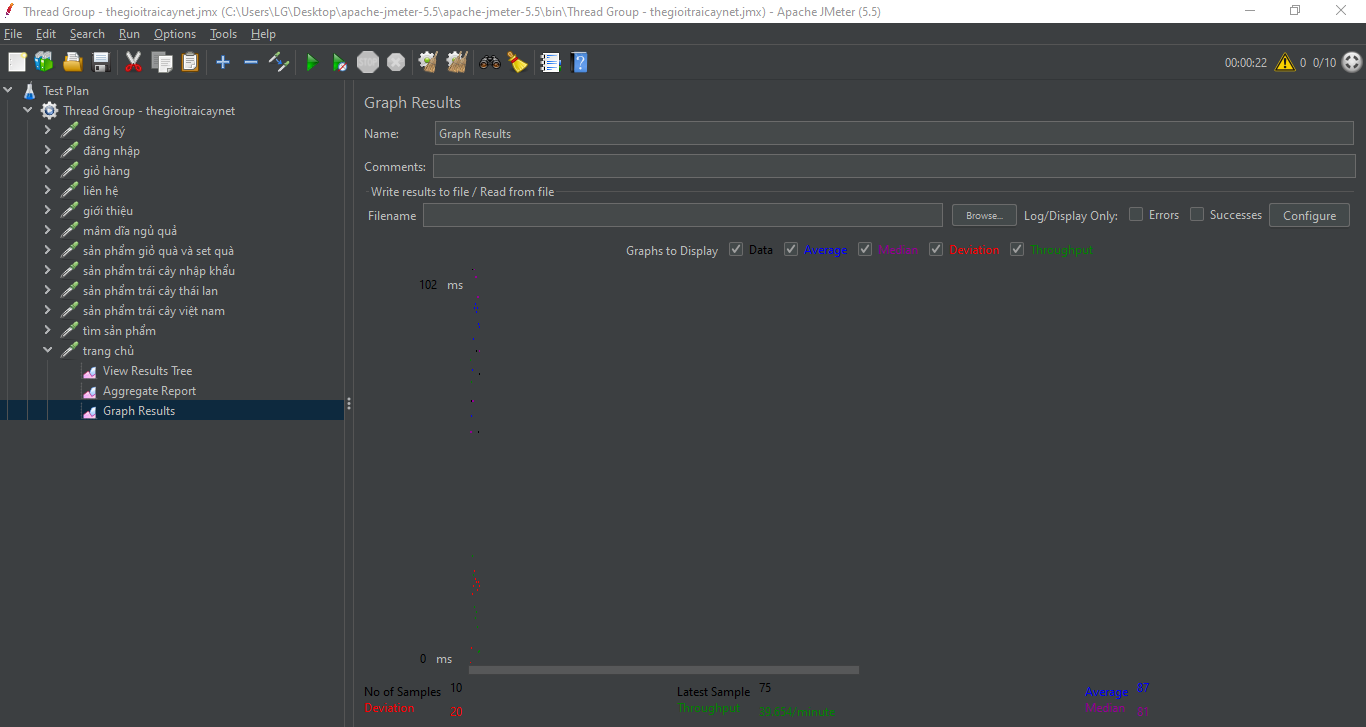 Thread Group - thegioitraicaynet.jmx (C:\Users\LG\Desktop\apache-jmeter-5.5\apache-jmeter-5.5\bin\Thread Group - thegioitraicaynet.jmx) - Apache JMeter (5.5)
File Edit Search Run Options Tools Help
STOP 00:00:22 0 0/10
Test Plan
Thread Group - thegioitraicaynet
đăng ký
đăng nhập
giỏ hàng
liên hệ
giới thiệu
mâm dĩa ngủ quả
sản phẩm giỏ quà và set quà
sản phẩm trái cây nhập khẩu
sản phẩm trái cây thái lan
sản phẩm trái cây việt nam
tìm sản phẩm
trang chủ
View Results Tree
Aggregate Report
Graph Results
Graph Results
Name: Graph Results
Comments:
Write results to file / Read from file
Filename Browse... Log/Display Only: Errors Successes Configure
Graphs to Display Data Average Median Deviation Throughput
102 ms
0 ms
No of Samples 10 Latest Sample 75 Average 87
Deviation 20 Throughput 39.654/minute Median